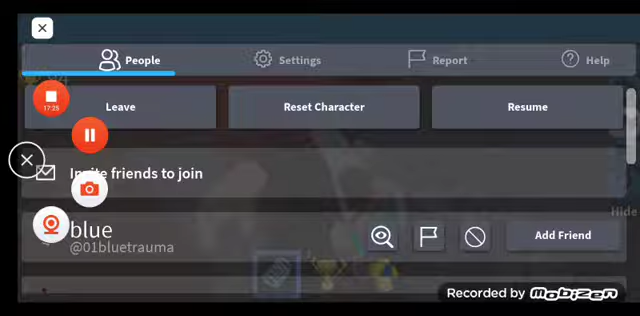 People
Settings
Report
Help
17:25
Leave
Reset Character
Resume
Invite friends to join
Hide
blue
@01bluetrauma
Add Friend
Recorded by Mobizen